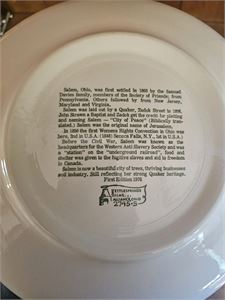 Salem, Ohio, was first settled in 1803 by the Samuel
Davies family, members of the Society of Friends, from
Pennsylvania. Others followed by from New Jersey,
Maryland and Virginia.
Salem was laid out by a Quaker, Zadok Street in 1806.
John Straws a Baptist and Zadok get the credit for platting
and naming Salem — "City of Peace" (Biblically trans-
lated.) Salem was the original name of Jerusalem.
In 1850 the first Womens Rights Convention in Ohio was
here, 2nd in U.S.A. (1848) Seneca Falls, N.Y., 1st in U.S.A.)
Before the Civil War, Salem was known as the
headquarters for the Western Anti Slavery Society and was
a "station" on the "underground railroad", food and
shelter was given to the fugitive slaves and aid to freedom
in Canada.
Salem is now a beautiful city of trees, thriving businesses
and industry. Still reflecting her strong Quaker heritage.
First Edition 1976
KETTLESPRINGS
KILNS
ALLIANCE, OHIO
2745-S